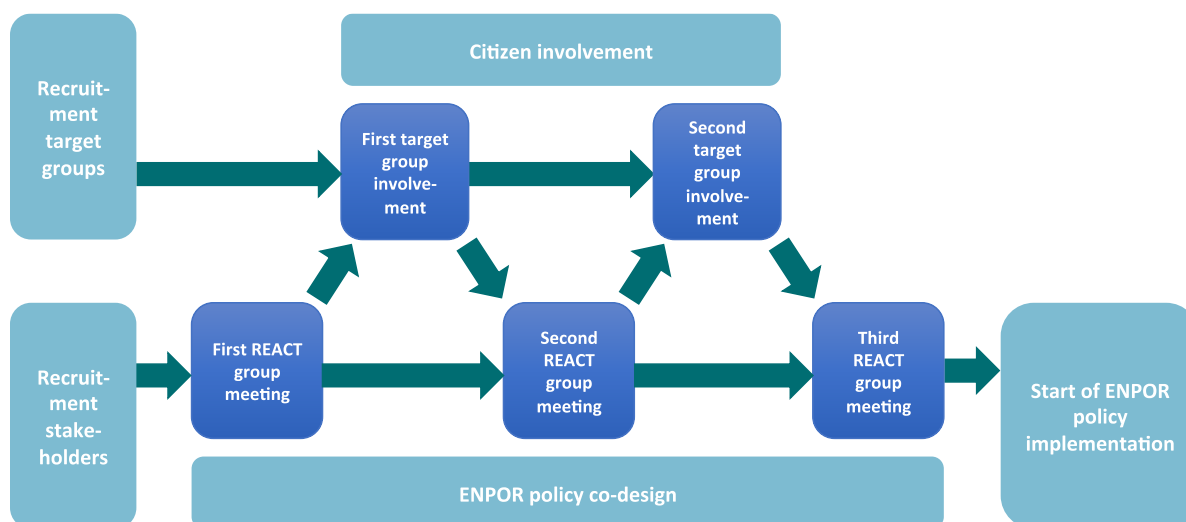 Citizen involvement
Recruit-
ment
target
groups
First target
group
involve-
ment
Second
target
group
involve-
ment
Recruit-
ment
stake-
holders
First REACT
group
meeting
Second
REACT
group
meeting
Third
REACT
group
meeting
Start of ENPOR
policy
implementation
ENPOR policy co-design